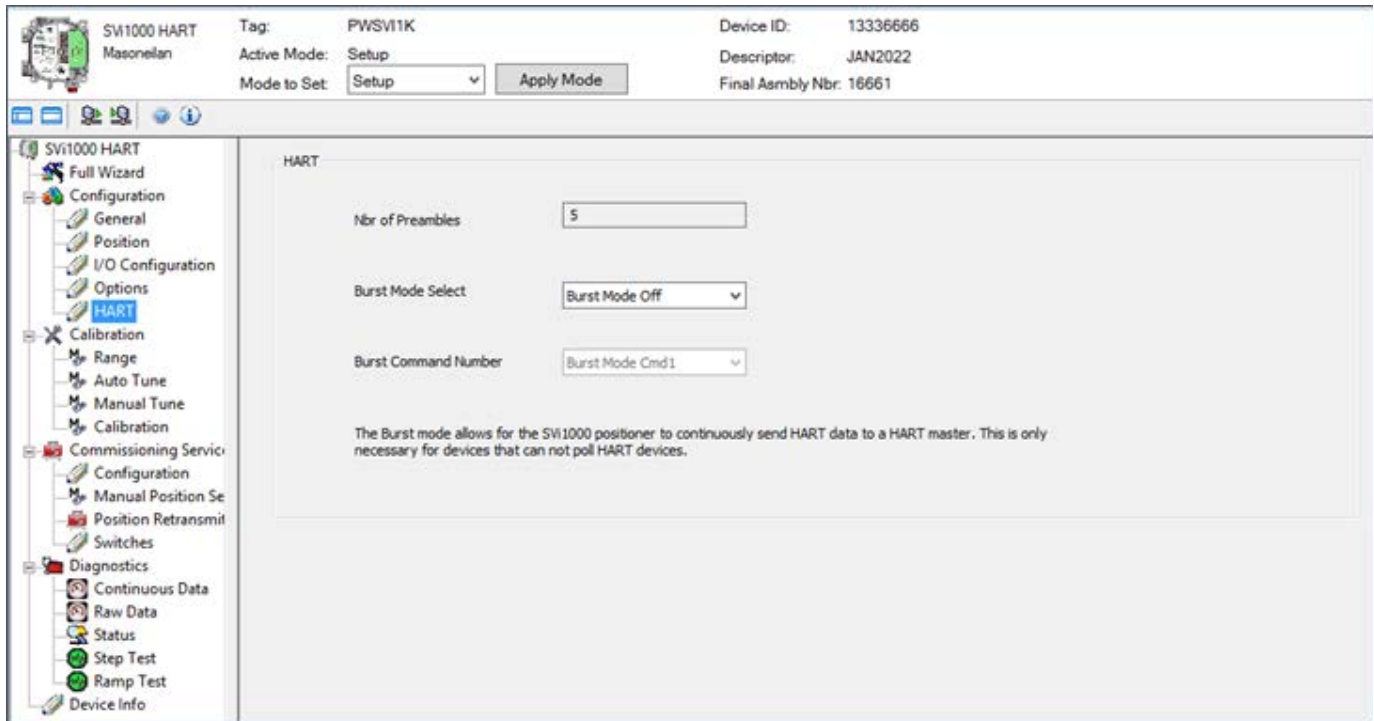 SVi1000 HART
Masoneilan
Tag: PWSVI1K
Active Mode: Setup
Mode to Set: Setup Apply Mode
Device ID: 13336666
Descriptor: JAN2022
Final Asmbly Nbr: 16661
SVi1000 HART
Full Wizard
Configuration
General
Position
I/O Configuration
Options
HART
Calibration
Range
Auto Tune
Manual Tune
Calibration
Commissioning Servic
Configuration
Manual Position Se
Position Retransmit
Switches
Diagnostics
Continuous Data
Raw Data
Status
Step Test
Ramp Test
Device Info
HART
Nbr of Preambles 5
Burst Mode Select Burst Mode Off
Burst Command Number Burst Mode Cmd1
The Burst mode allows for the SVi1000 positioner to continuously send HART data to a HART master. This is only
necessary for devices that can not poll HART devices.